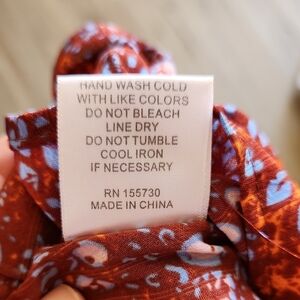 HAND WASH COLD
WITH LIKE COLORS
DO NOT BLEACH
LINE DRY
DO NOT TUMBLE
COOL IRON
IF NECESSARY
RN 155730
MADE IN CHINA